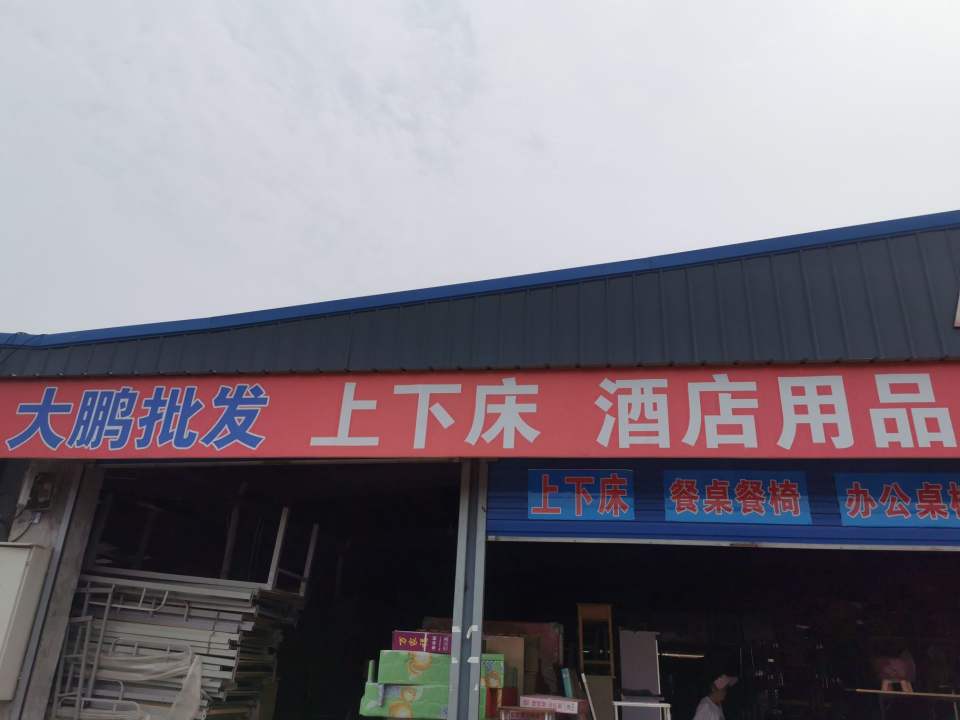 大鹏批发 上下床 酒店用品
上下床 餐桌餐椅 办公桌椅